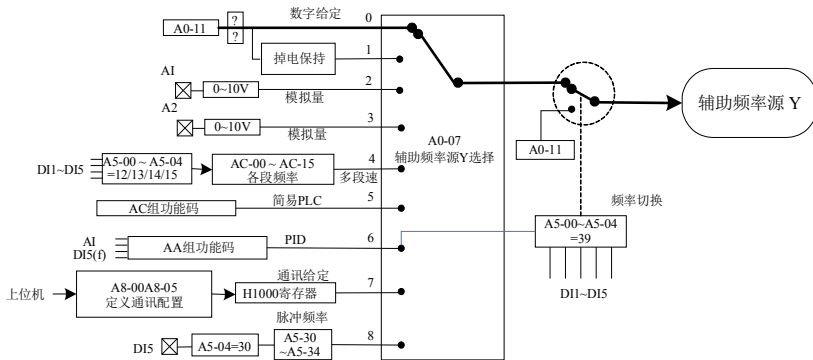 数字给定
0
A0-11
?
?
掉电保持
1
AI
0~10V
模拟量
2
A2
0~10V
模拟量
3
DI1~DI5
A5-00 ~ A5-04
=12/13/14/15
AC-00 ~ AC-15
各段频率
多段速
4
AC组功能码
简易PLC
5
AI
DI5(f)
AA组功能码
PID
6
上位机
A8-00A8-05
定义通讯配置
通讯给定
H1000寄存器
7
DI5
A5-04=30
脉冲频率
A5-30
~A5-34
8
A0-07
辅助频率源Y选择
A0-11
辅助频率源 Y
频率切换
A5-00~A5-04
=39
DI1~DI5